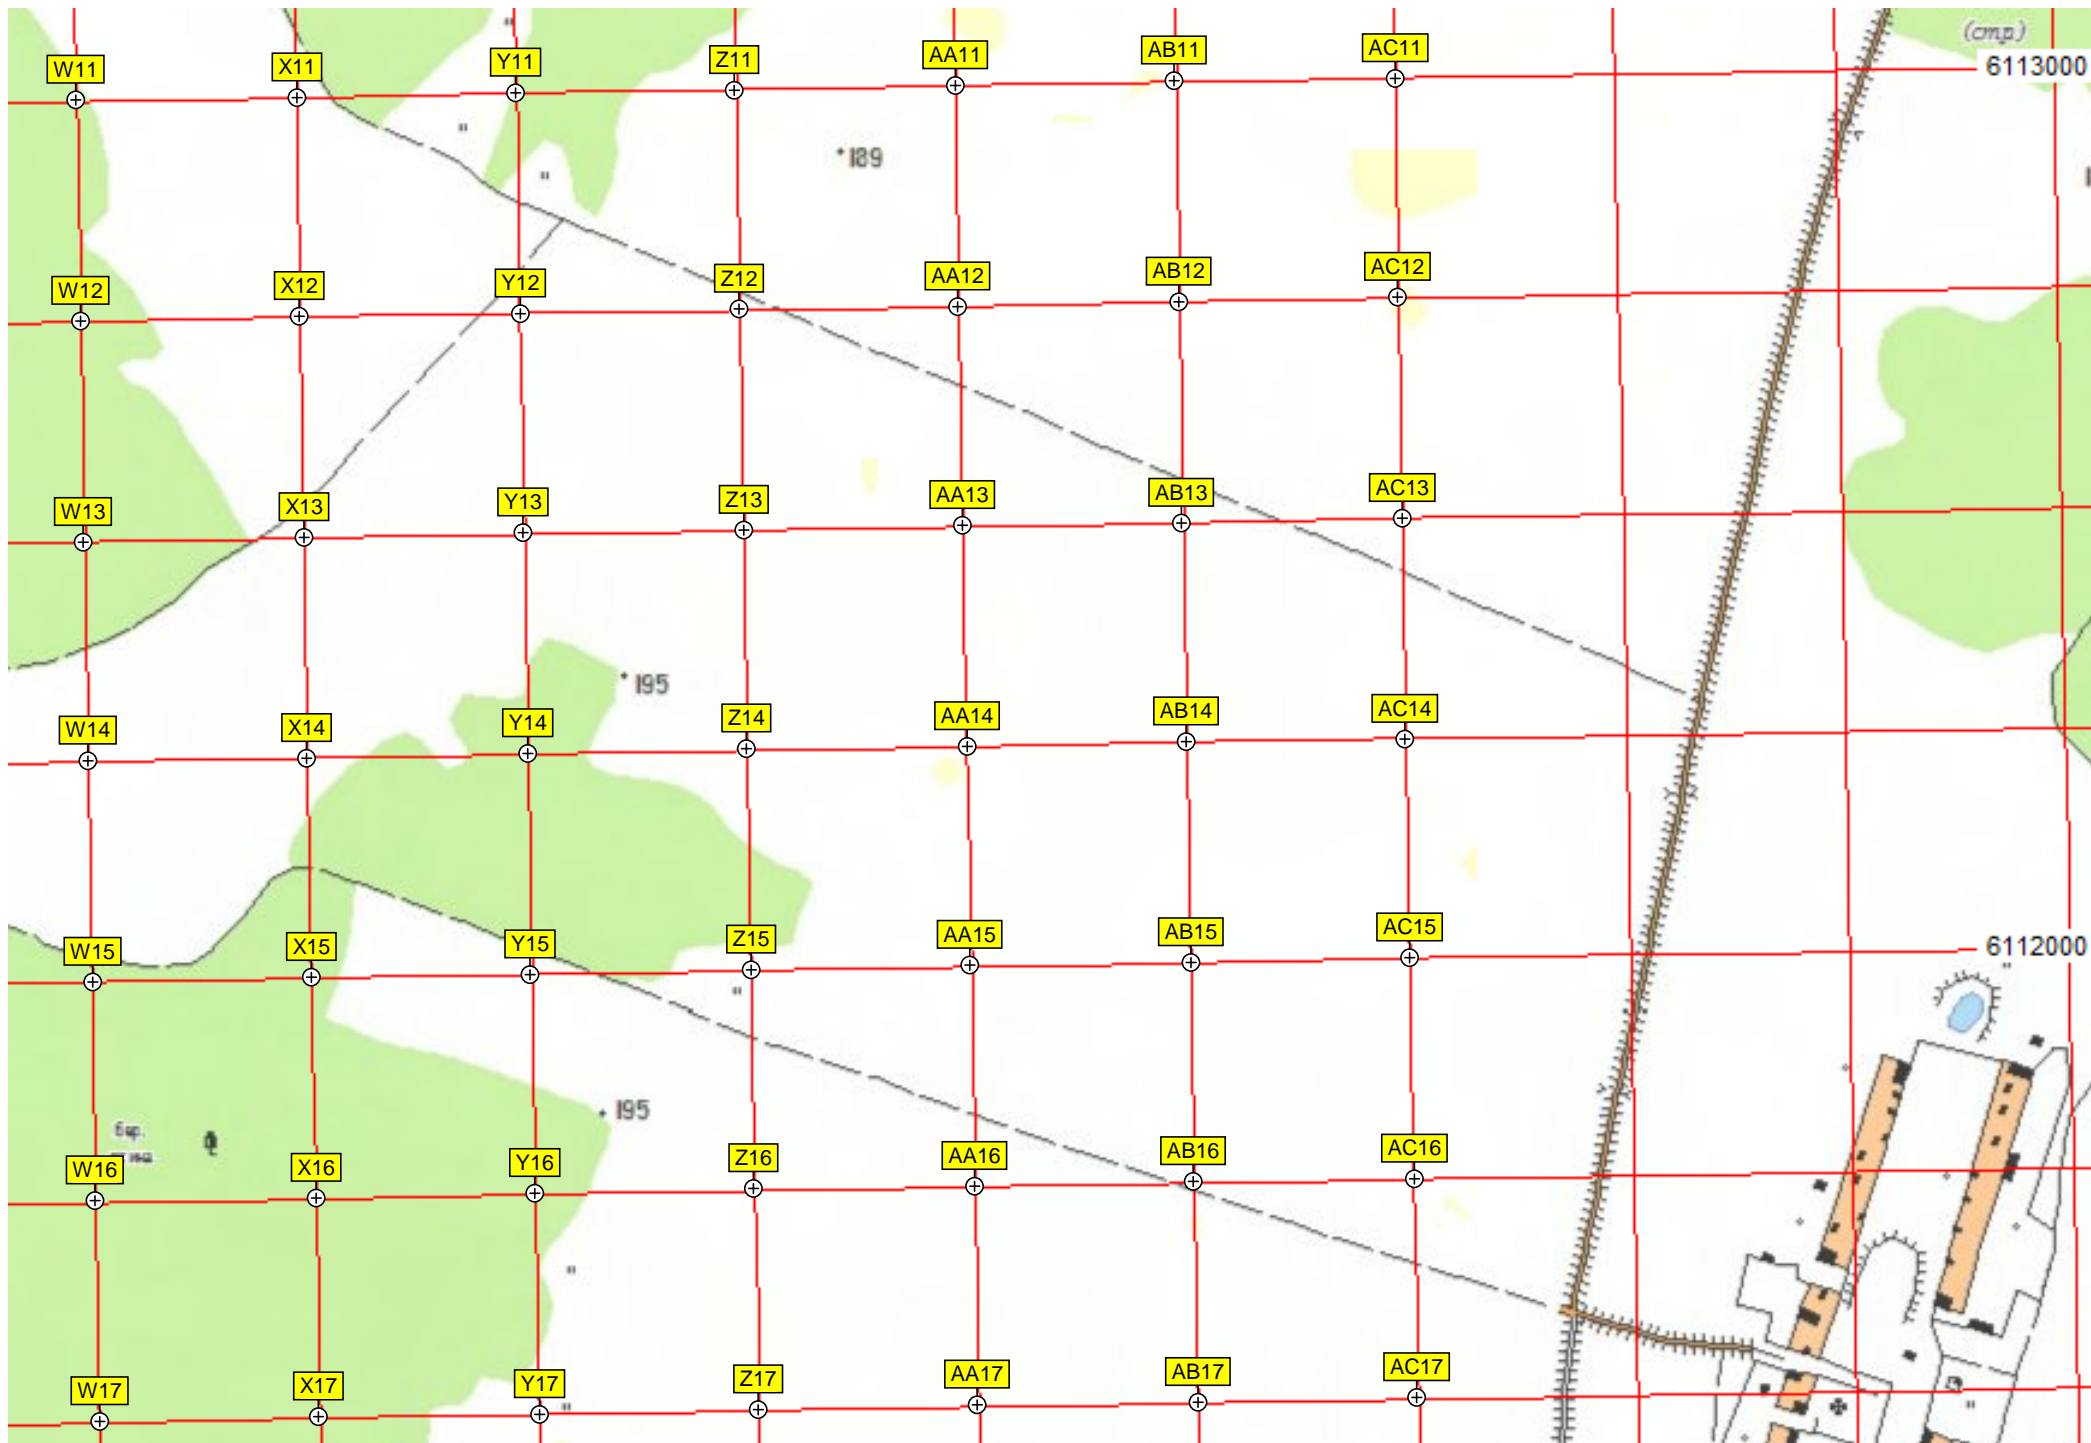 (стр.)
6113000
W11 X11 Y11 Z11 AA11 AB11 AC11
189
W12 X12 Y12 Z12 AA12 AB12 AC12
W13 X13 Y13 Z13 AA13 AB13 AC13
195
W14 X14 Y14 Z14 AA14 AB14 AC14
W15 X15 Y15 Z15 AA15 AB15 AC15
6112000
195
бар.
W16 X16 Y16 Z16 AA16 AB16 AC16
W17 X17 Y17 Z17 AA17 AB17 AC17